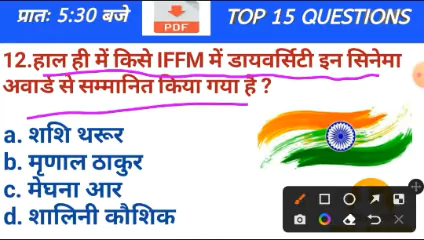 प्रातः 5:30 बजे
PDF
TOP 15 QUESTIONS
12.हाल ही में किसे IFFM में डायवर्सिटी इन सिनेमा
अवार्ड से सम्मानित किया गया है ?
a. शशि थरूर
b. मृणाल ठाकुर
c. मेघना आर
d. शालिनी कौशिक